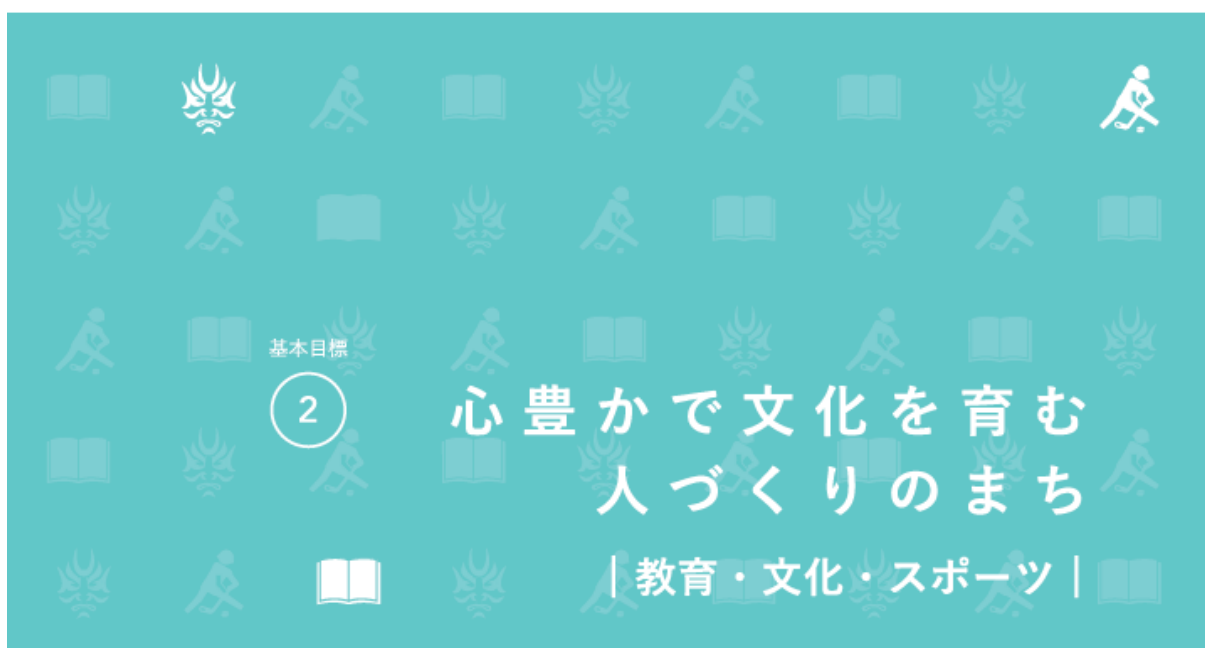 基本目標
2
心豊かで文化を育む
人づくりのまち
｜教育・文化・スポーツ｜